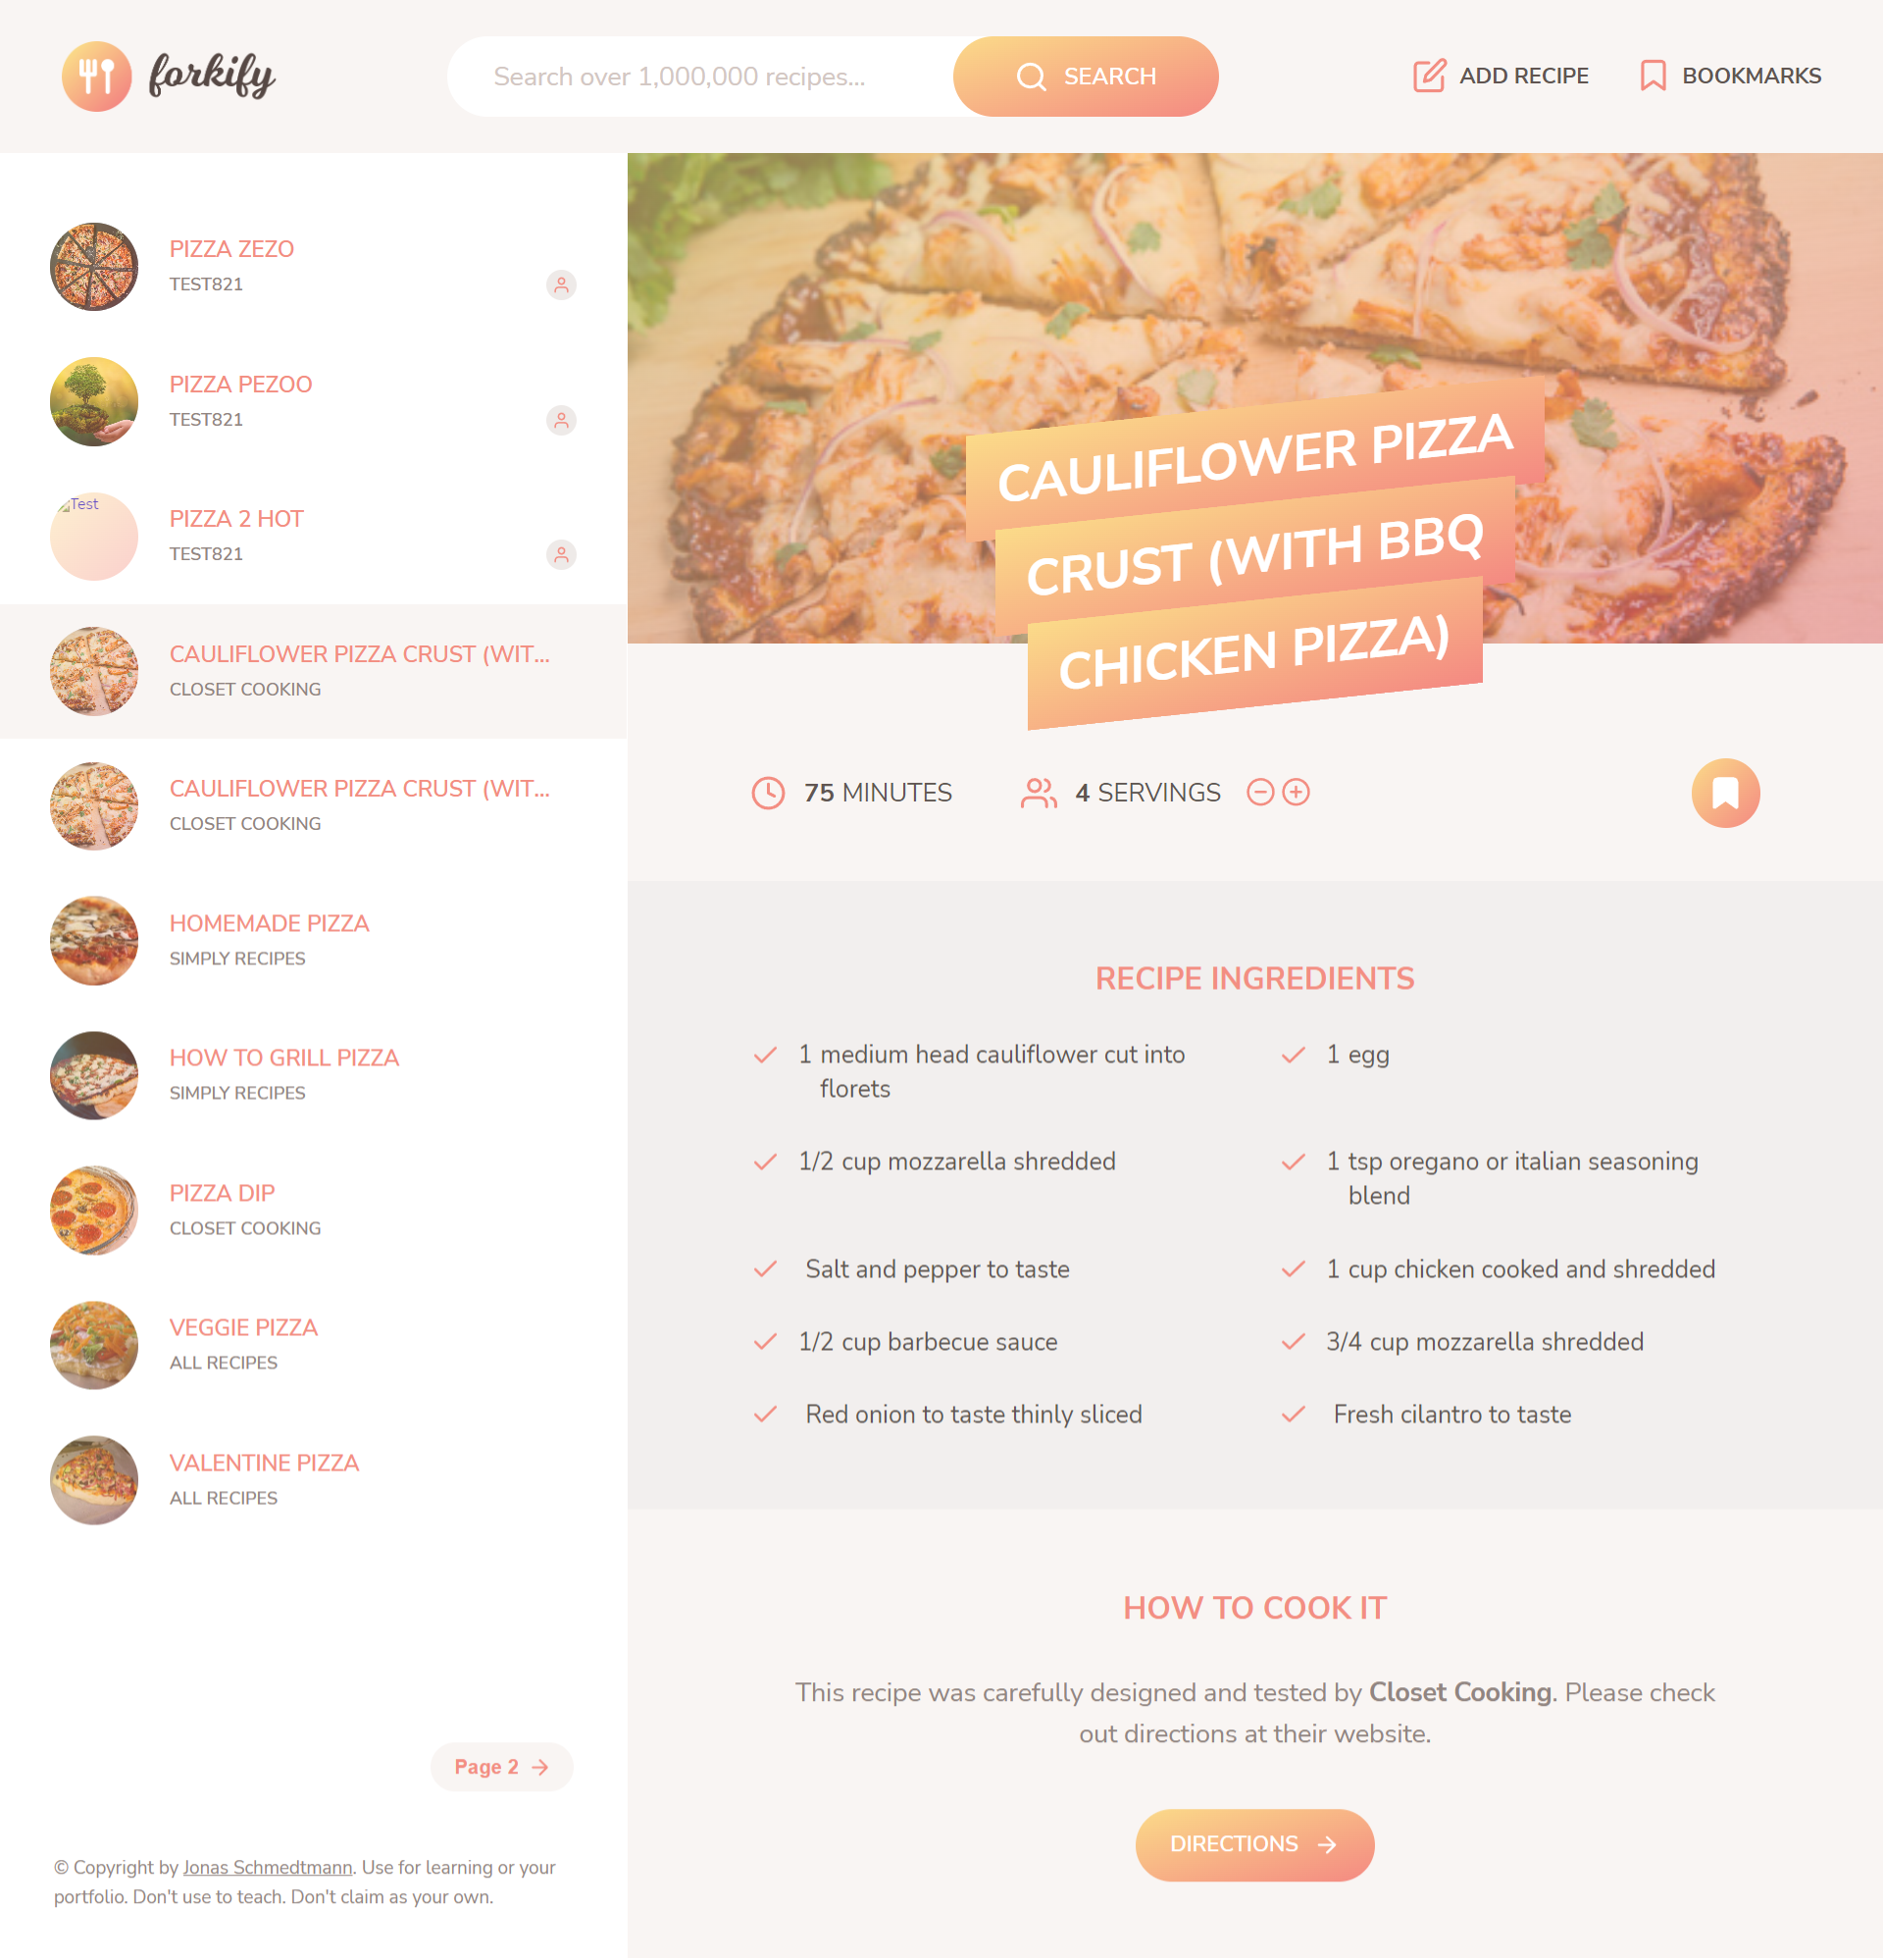 forkify
Search over 1,000,000 recipes...
SEARCH
ADD RECIPE
BOOKMARKS
PIZZA ZEZO
TEST821
PIZZA PEZOO
TEST821
Test
PIZZA 2 HOT
TEST821
CAULIFLOWER PIZZA CRUST (WIT...
CLOSET COOKING
CAULIFLOWER PIZZA CRUST (WIT...
CLOSET COOKING
HOMEMADE PIZZA
SIMPLY RECIPES
HOW TO GRILL PIZZA
SIMPLY RECIPES
PIZZA DIP
CLOSET COOKING
VEGGIE PIZZA
ALL RECIPES
VALENTINE PIZZA
ALL RECIPES
Page 2
© Copyright by Jonas Schmedtmann. Use for learning or your
portfolio. Don't use to teach. Don't claim as your own.
CAULIFLOWER PIZZA
CRUST (WITH BBQ
CHICKEN PIZZA)
75 MINUTES
4 SERVINGS
RECIPE INGREDIENTS
1 medium head cauliflower cut into
florets
1 egg
1/2 cup mozzarella shredded
1 tsp oregano or italian seasoning
blend
Salt and pepper to taste
1 cup chicken cooked and shredded
1/2 cup barbecue sauce
3/4 cup mozzarella shredded
Red onion to taste thinly sliced
Fresh cilantro to taste
HOW TO COOK IT
This recipe was carefully designed and tested by Closet Cooking. Please check
out directions at their website.
DIRECTIONS